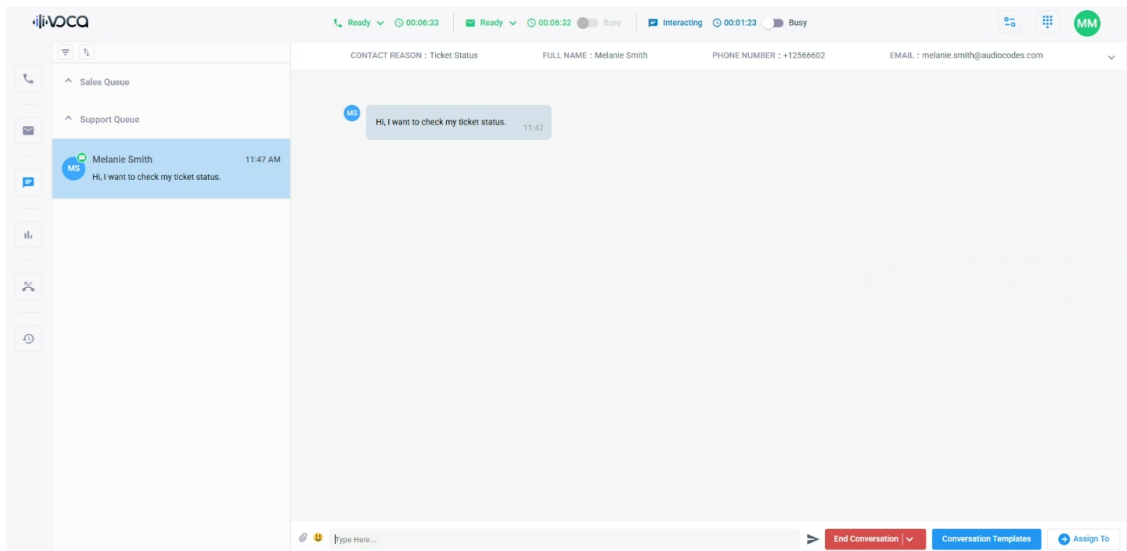 VOCA
Ready 00:06:33 Ready 00:06:32 Busy Interacting 00:01:23 Busy MM
CONTACT REASON : Ticket Status FULL NAME : Melanie Smith PHONE NUMBER : +12566602 EMAIL : melanie.smith@audiocodes.com
Sales Queue
Support Queue
MS Melanie Smith 11:47 AM
Hi, I want to check my ticket status.
MS Hi, I want to check my ticket status. 11:47
Type Here... End Conversation Conversation Templates Assign To